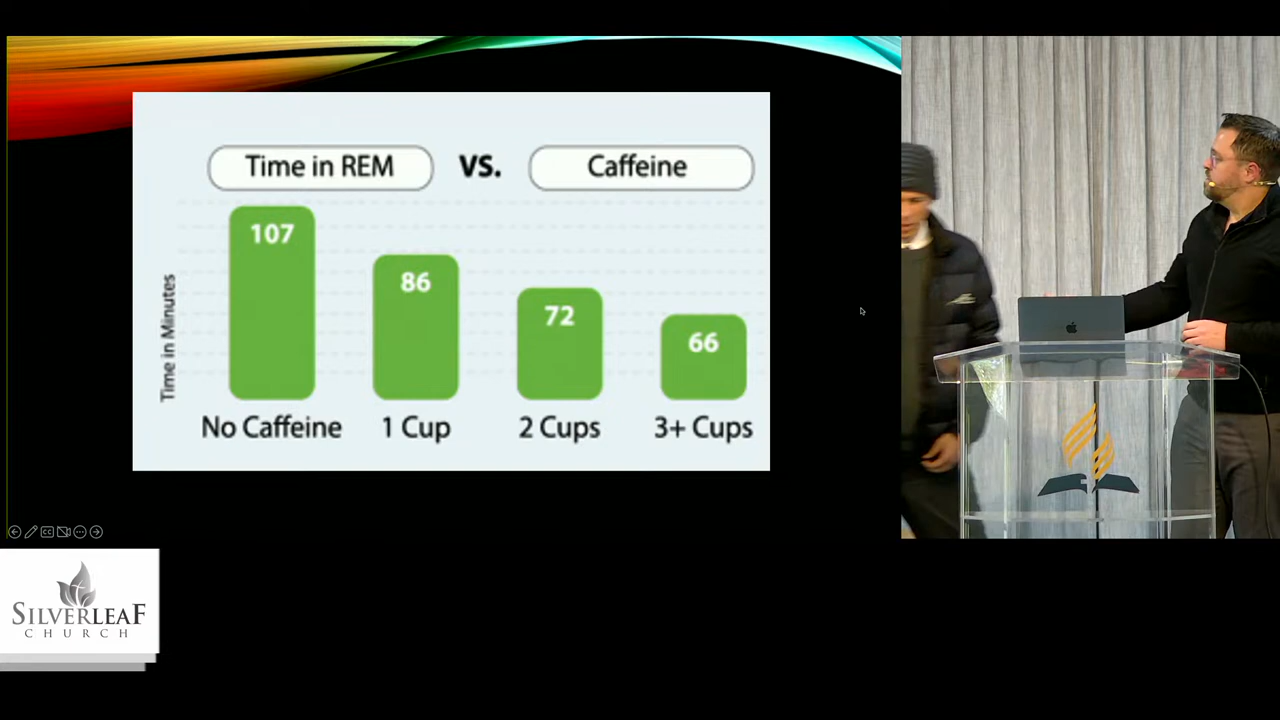 Time in REM VS. Caffeine
107
86
72
66
Time in Minutes
No Caffeine 1 Cup 2 Cups 3+ Cups
CC
SILVERLEAF
CHURCH